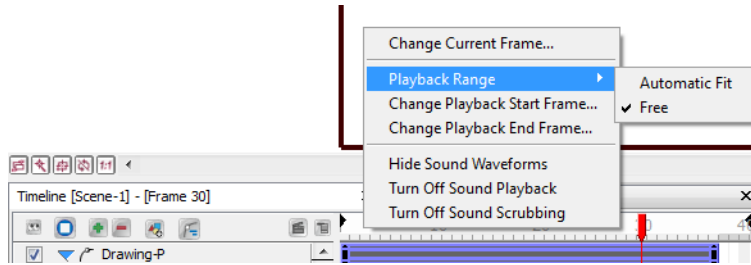 Change Current Frame...
Playback Range
Automatic Fit
Change Playback Start Frame...
Free
Change Playback End Frame...
Hide Sound Waveforms
Timeline [Scene-1] - [Frame 30]
Turn Off Sound Playback
Turn Off Sound Scrubbing
Drawing-P